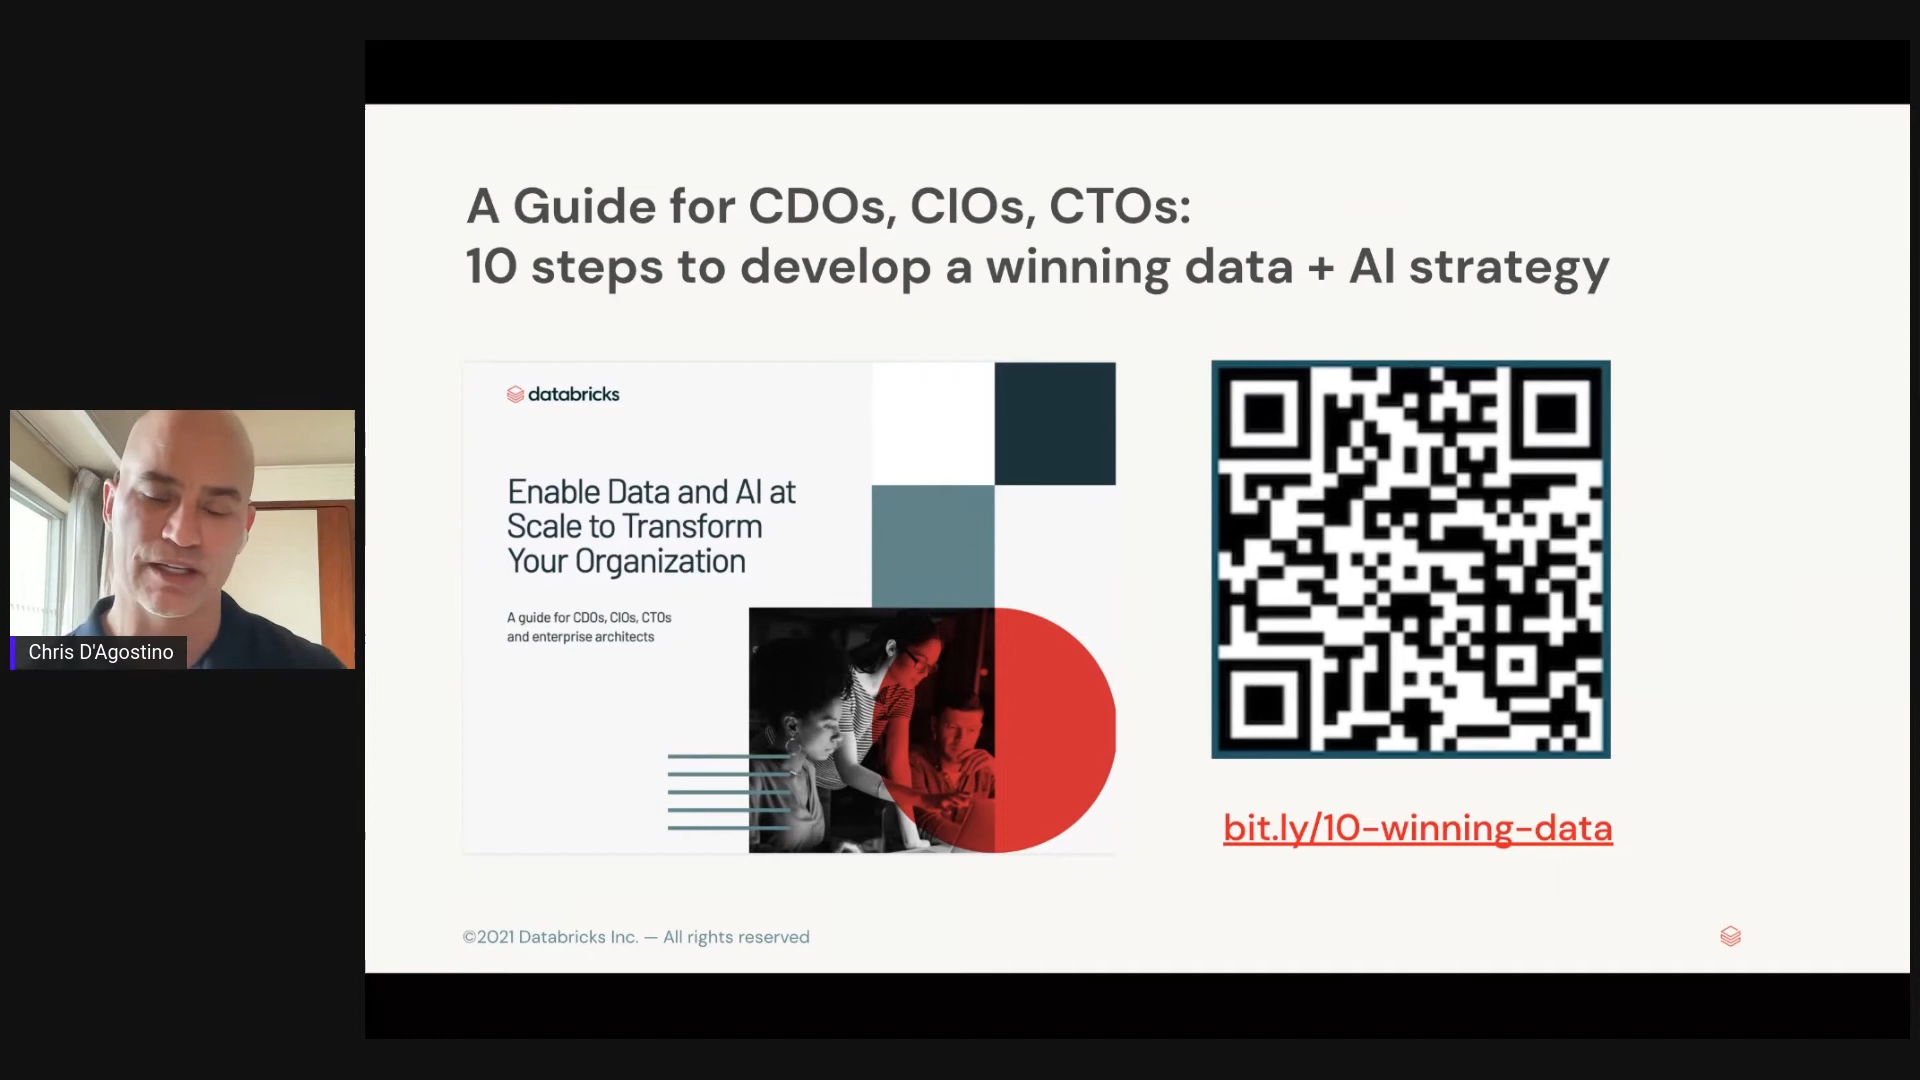 A Guide for CDOs, CIOs, CTOs:
10 steps to develop a winning data + AI strategy
databricks
Enable Data and AI at
Scale to Transform
Your Organization
A guide for CDOs, CIOs, CTOs
and enterprise architects
Chris D'Agostino
bit.ly/10-winning-data
©2021 Databricks Inc. — All rights reserved